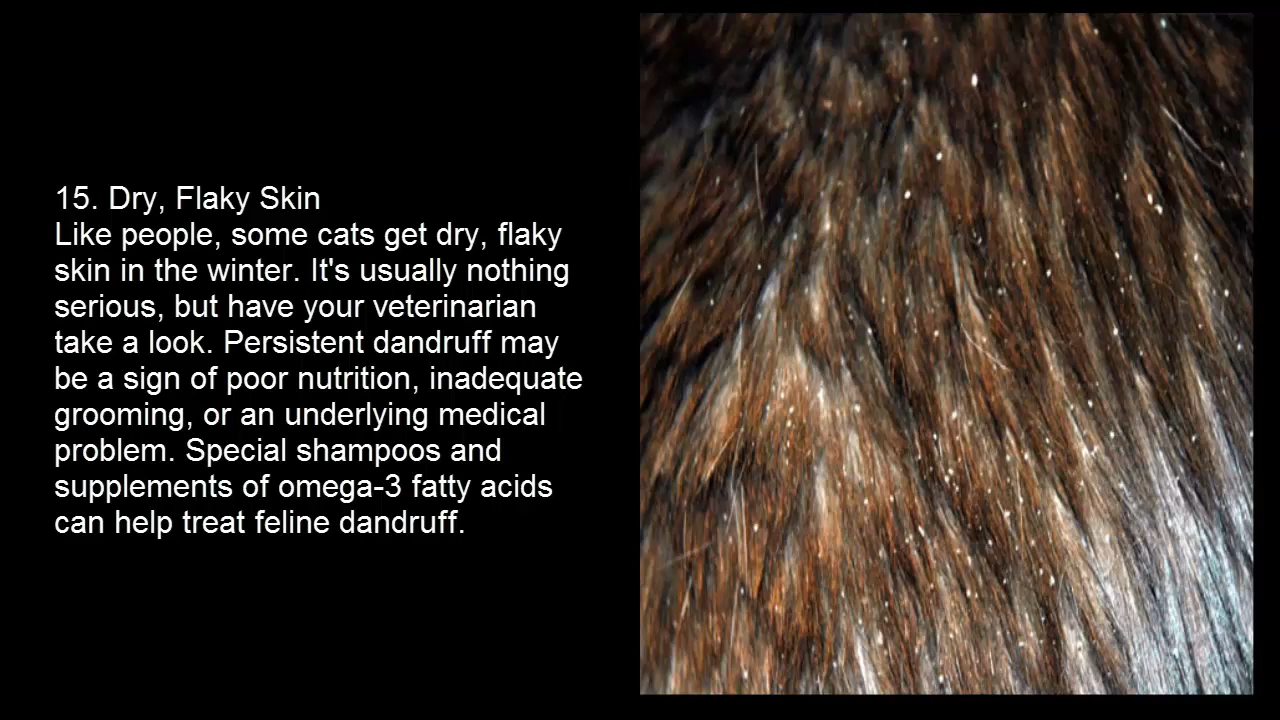 15. Dry, Flaky Skin
Like people, some cats get dry, flaky
skin in the winter. It's usually nothing
serious, but have your veterinarian
take a look. Persistent dandruff may
be a sign of poor nutrition, inadequate
grooming, or an underlying medical
problem. Special shampoos and
supplements of omega-3 fatty acids
can help treat feline dandruff.